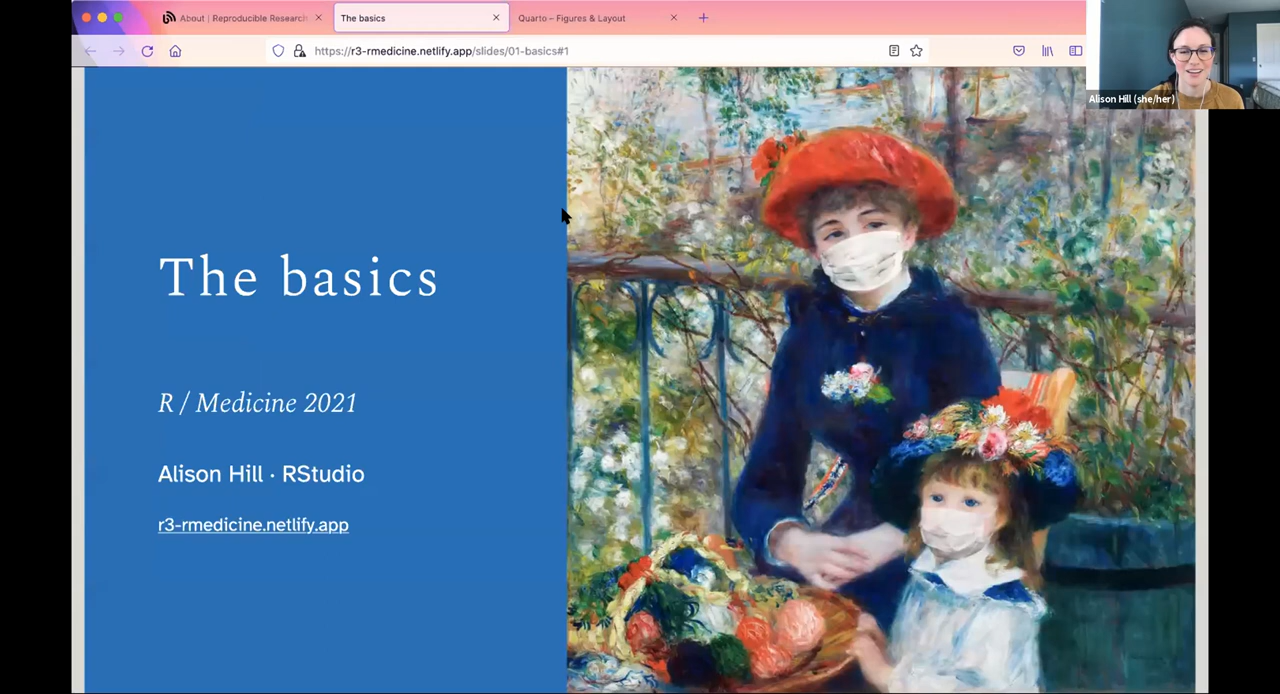 About | Reproducible Research
The basics
Quarto – Figures & Layout
https://r3-rmedicine.netlify.app/slides/01-basics#1
Alison Hill (she/her)
The basics
R / Medicine 2021
Alison Hill · RStudio
r3-rmedicine.netlify.app